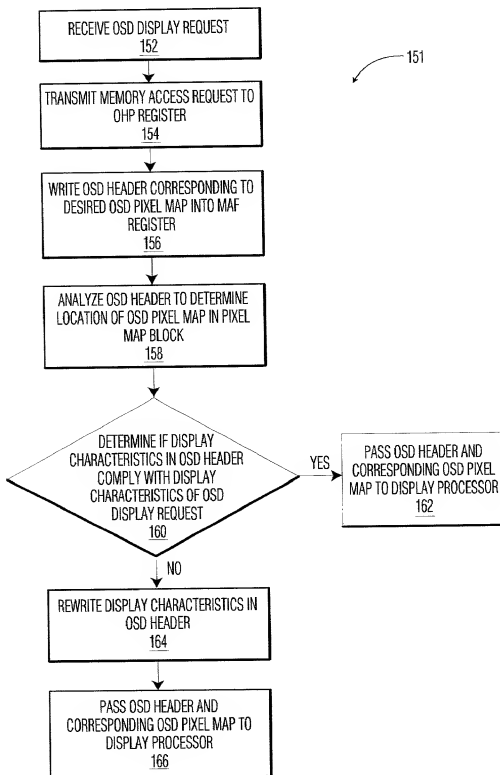 RECEIVE OSD DISPLAY REQUEST
152
151
TRANSMIT MEMORY ACCESS REQUEST TO
OHP REGISTER
154
WRITE OSD HEADER CORRESPONDING TO
DESIRED OSD PIXEL MAP INTO MAF
REGISTER
156
ANALYZE OSD HEADER TO DETERMINE
LOCATION OF OSD PIXEL MAP IN PIXEL
MAP BLOCK
158
DETERMINE IF DISPLAY
CHARACTERISTICS IN OSD HEADER
COMPLY WITH DISPLAY
CHARACTERISTICS OF OSD
DISPLAY REQUEST
160
YES
PASS OSD HEADER AND
CORRESPONDING OSD PIXEL
MAP TO DISPLAY PROCESSOR
162
NO
REWRITE DISPLAY CHARACTERISTICS IN
OSD HEADER
164
PASS OSD HEADER AND
CORRESPONDING OSD PIXEL MAP TO
DISPLAY PROCESSOR
166